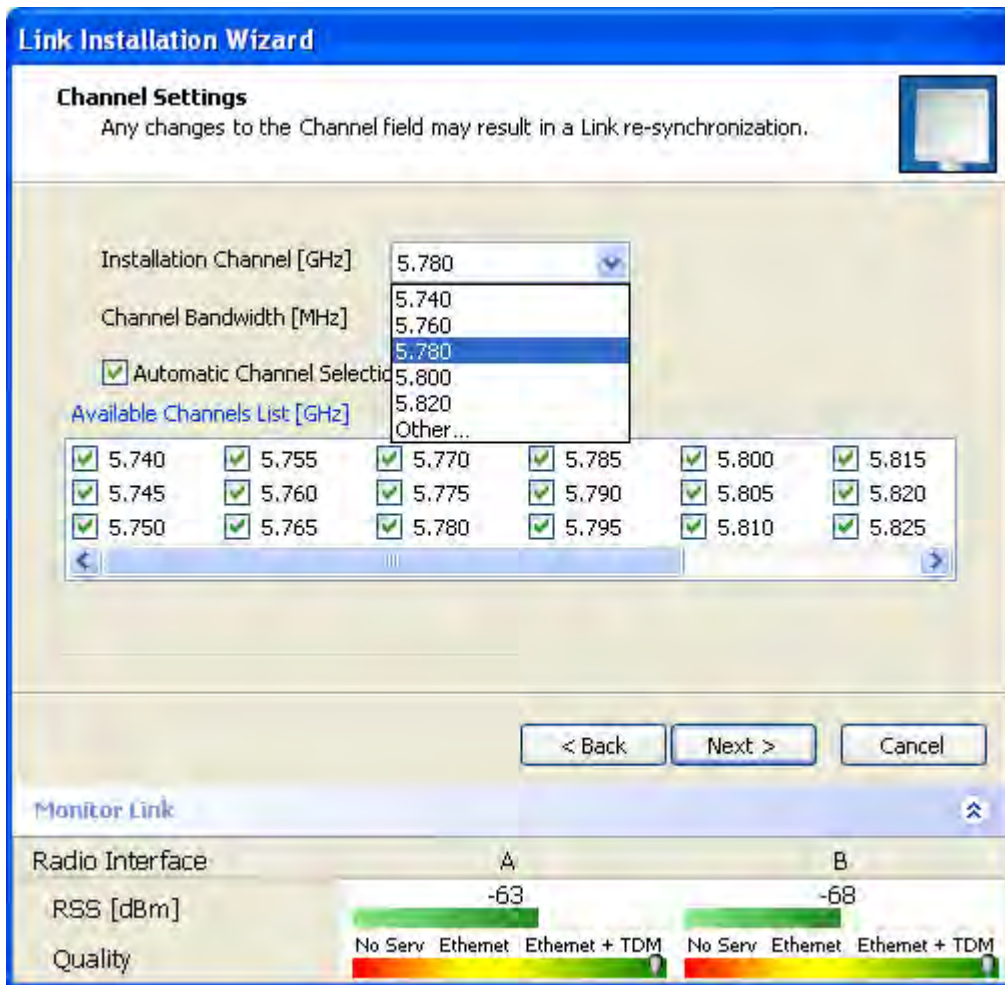 Link Installation Wizard
Channel Settings
Any changes to the Channel field may result in a Link re-synchronization.
Installation Channel [GHz] 5.780
5.740
Channel Bandwidth [MHz] 5.760
5.780
Automatic Channel Selectio 5.800
5.820
Available Channels List [GHz] Other...
5.740 5.755 5.770 5.785 5.800 5.815
5.745 5.760 5.775 5.790 5.805 5.820
5.750 5.765 5.780 5.795 5.810 5.825
< Back Next > Cancel
Monitor Link
Radio Interface A B
RSS [dBm] -63 -68
Quality No Serv Ethernet Ethernet + TDM No Serv Ethernet Ethernet + TDM